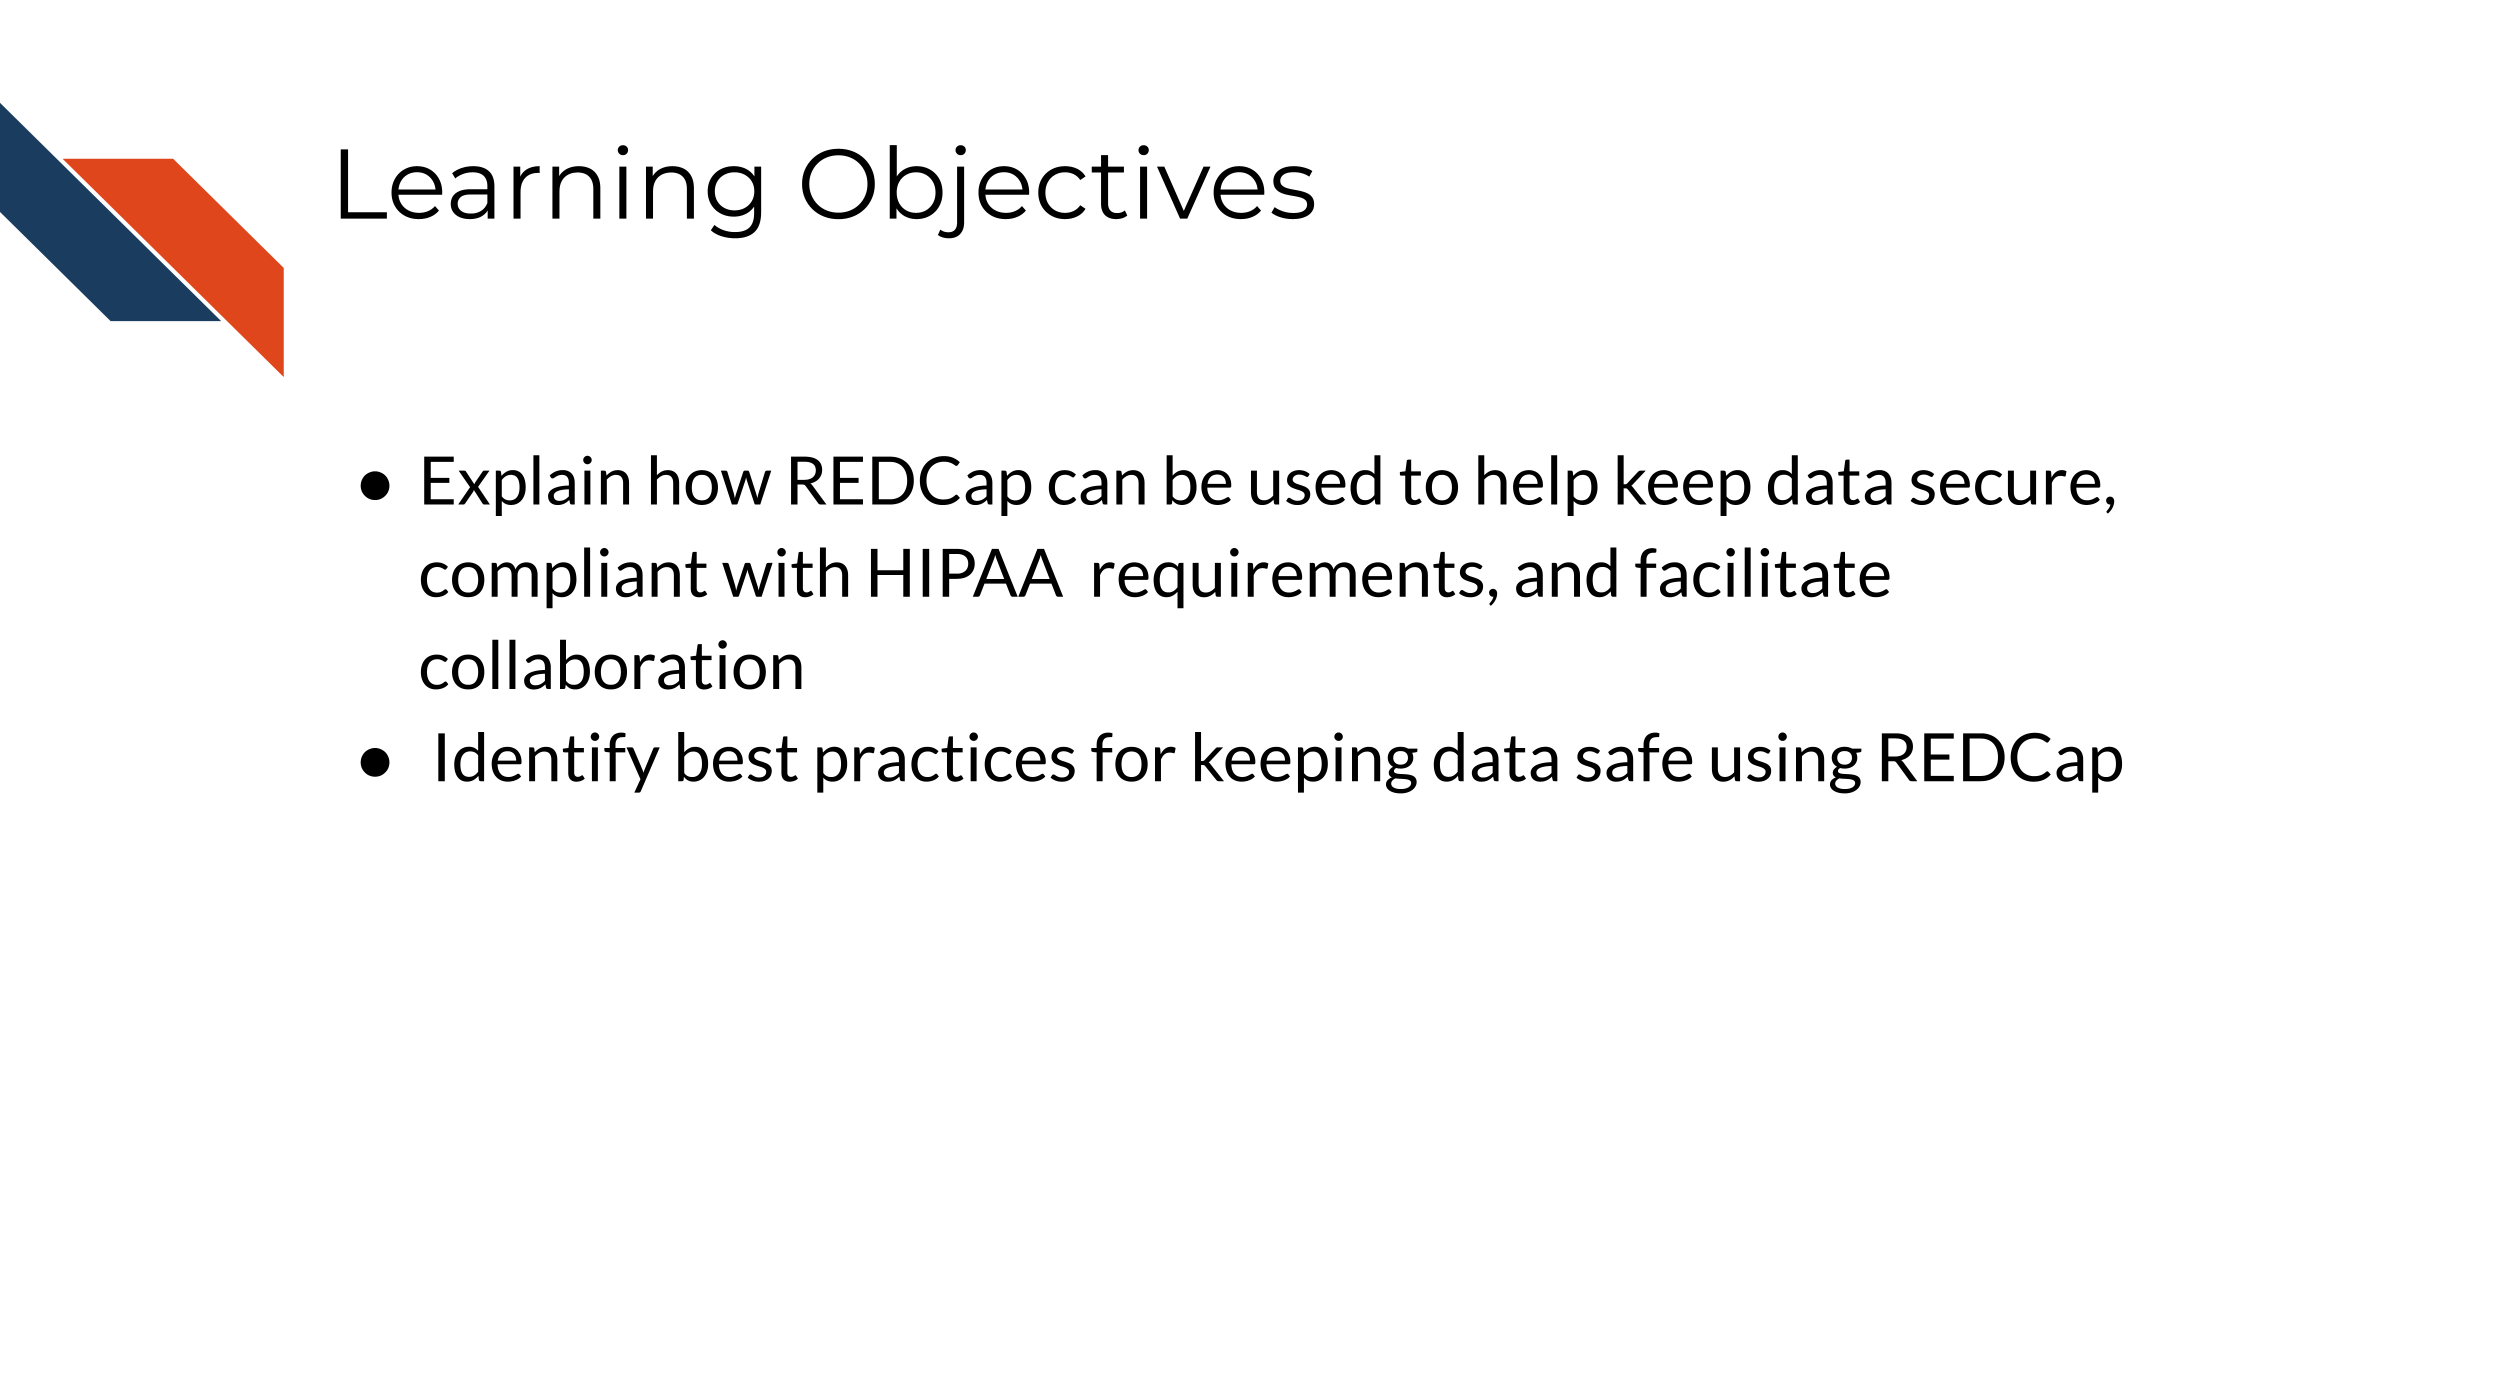 Learning Objectives
● Explain how REDCap can be used to help keep data secure,
compliant with HIPAA requirements, and facilitate
collaboration
● Identify best practices for keeping data safe using REDCap